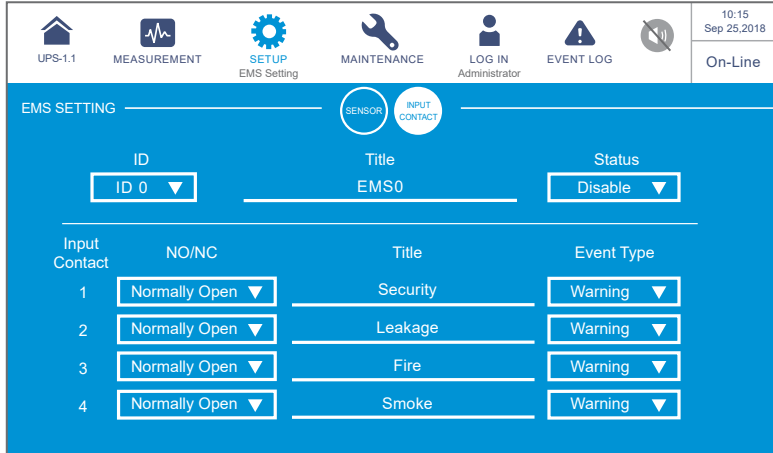 10:15
Sep 25,2018
UPS-1.1 MEASUREMENT SETUP MAINTENANCE LOG IN EVENT LOG
EMS Setting Administrator
On-Line
EMS SETTING
SENSOR
INPUT
CONTACT
ID Title Status
ID 0 EMS0 Disable
Input
Contact
NO/NC Title Event Type
1 Normally Open Security Warning
2 Normally Open Leakage Warning
3 Normally Open Fire Warning
4 Normally Open Smoke Warning